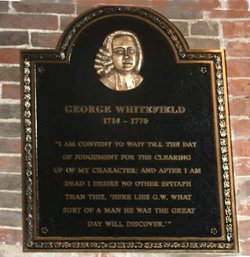 GEORGE WHITEFIELD
1714 - 1770
"I AM CONTENT TO WAIT TILL THE DAY
OF JUDGEMENT FOR THE CLEARING
UP OF MY CHARACTER: AND AFTER I AM
DEAD I DESIRE NO OTHER EPITAPH
THAN THIS, 'HERE LIES G.W. WHAT
SORT OF A MAN HE WAS THE GREAT
DAY WILL DISCOVER.'"